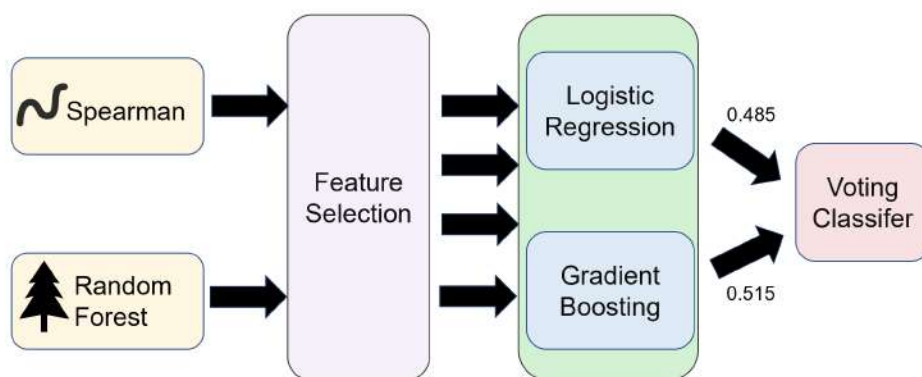 Spearman
Random
Forest
Feature
Selection
Logistic
Regression
Gradient
Boosting
0.485
0.515
Voting
Classifer